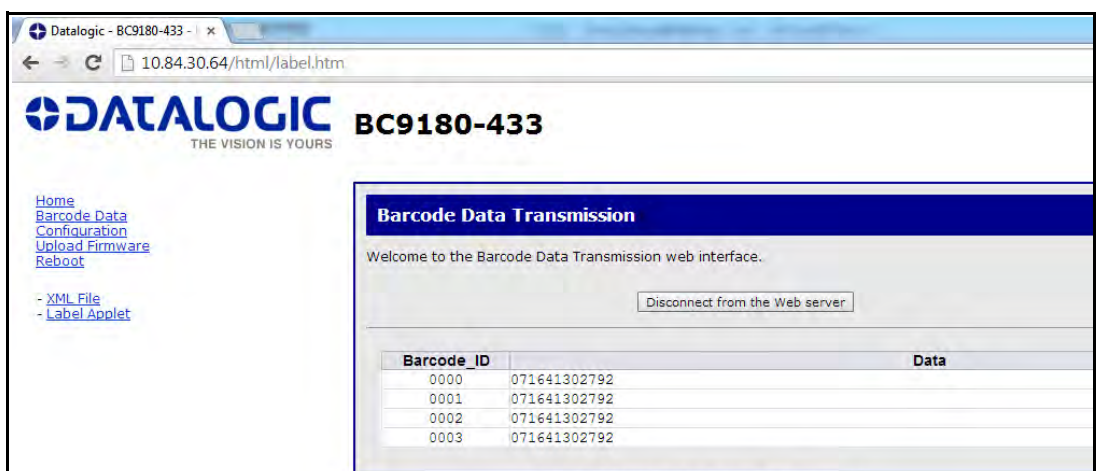 Datalogic - BC9180-433 -
10.84.30.64/html/label.htm
DATALOGIC
THE VISION IS YOURS
BC9180-433
Home
Barcode Data
Configuration
Upload Firmware
Reboot
- XML File
- Label Applet
Barcode Data Transmission
Welcome to the Barcode Data Transmission web interface.
Disconnect from the Web server
Barcode_ID Data
0000 071641302792
0001 071641302792
0002 071641302792
0003 071641302792